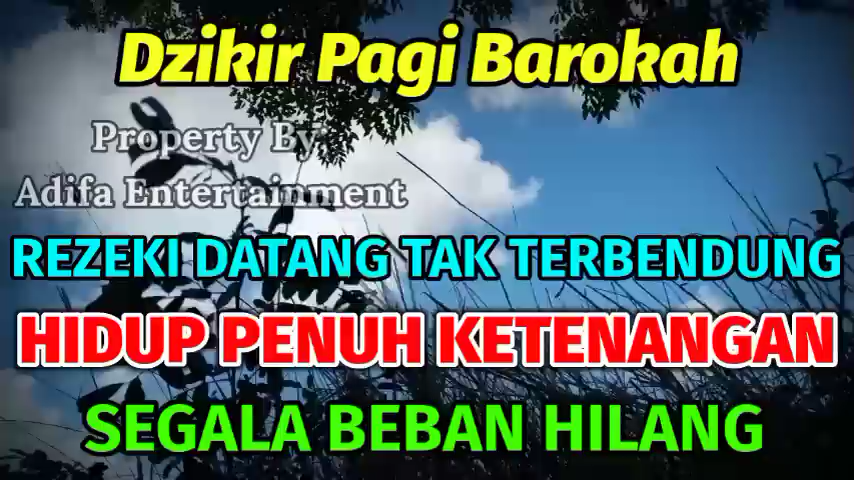 Dzikir Pagi Barokah
Property By:
Adifa Entertainment
REZEKI DATANG TAK TERBENDUNG
HIDUP PENUH KETENANGAN
SEGALA BEBAN HILANG